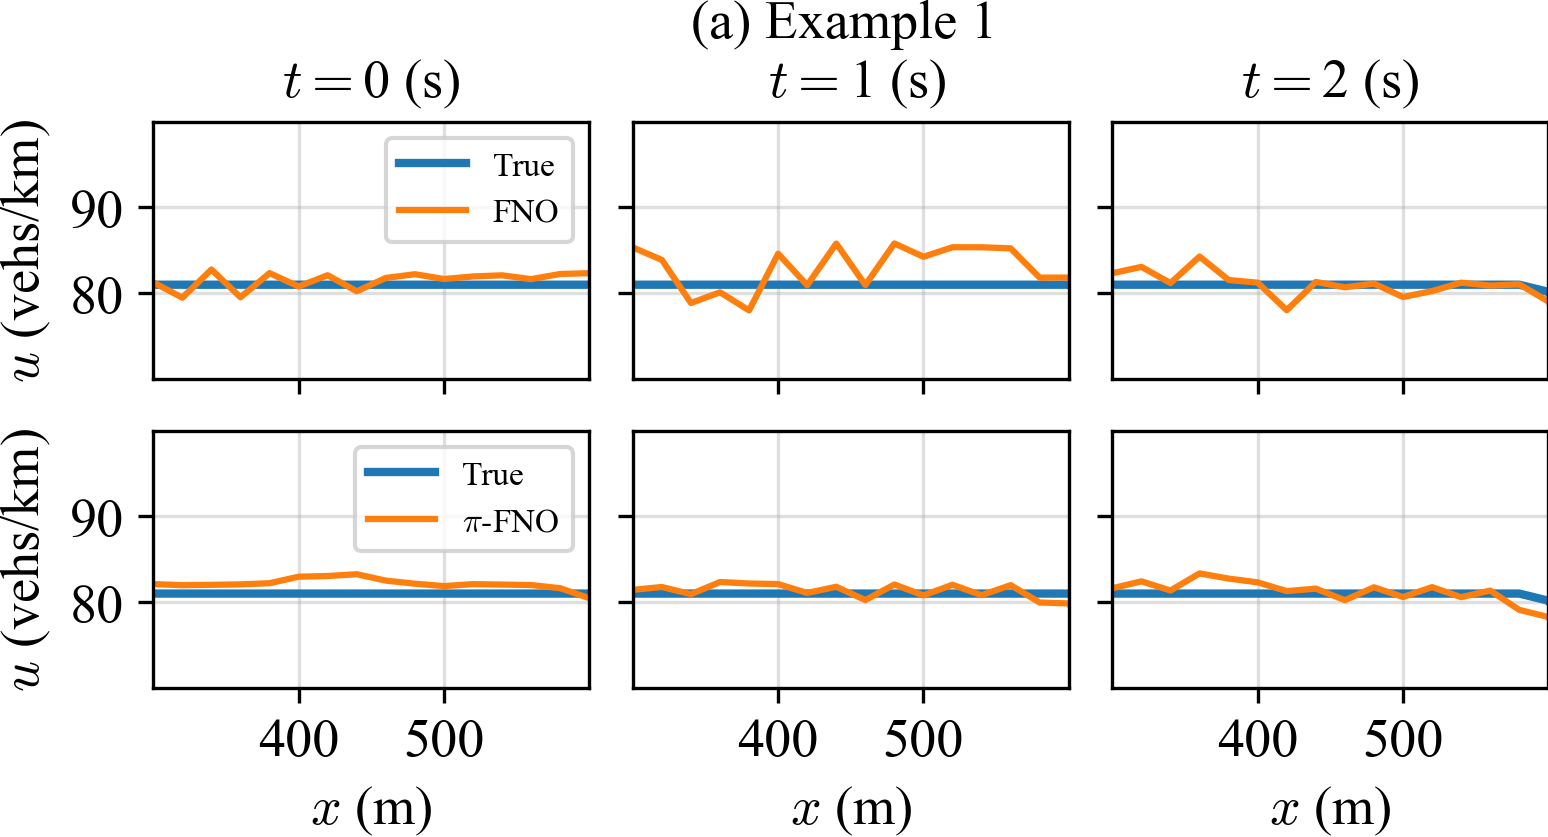 (a) Example 1
t = 0 (s)
t = 1 (s)
t = 2 (s)
u (vehs/km)
90
80
True
FNO
u (vehs/km)
90
80
True
π-FNO
400
500
400
500
400
500
x (m)
x (m)
x (m)